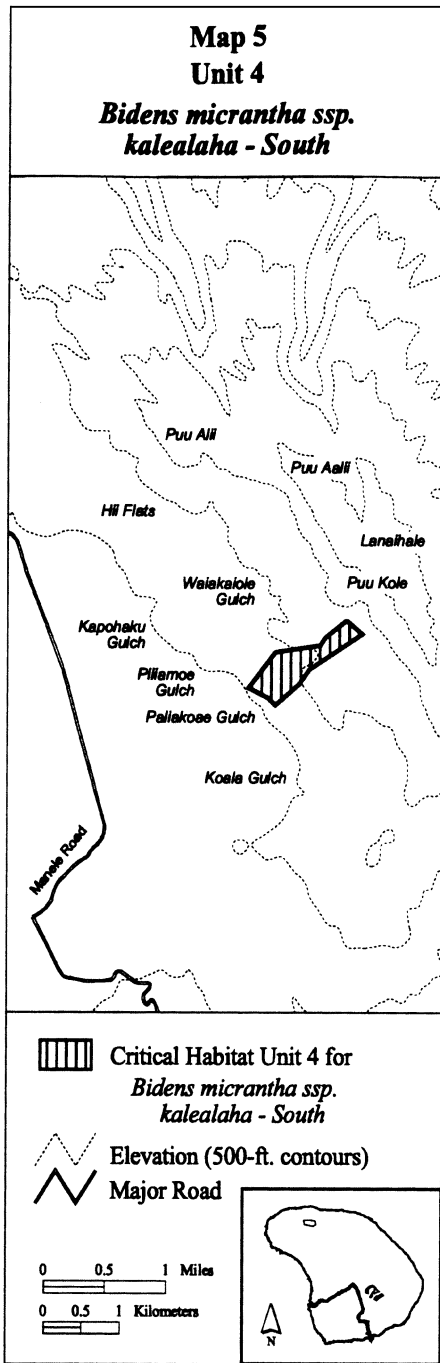 Map 5
Unit 4
Bidens micrantha ssp.
kalealaha - South
Puu Alii
Puu Aalii
Hii Flats
Lanaihale
Waiakaiole
Gulch
Puu Kole
Kapohaku
Gulch
Piliamoe
Gulch
Paliakoae Gulch
Koala Gulch
Manele Road
Critical Habitat Unit 4 for
Bidens micrantha ssp.
kalealaha - South
Elevation (500-ft. contours)
Major Road
0 0.5 1 Miles
0 0.5 1 Kilometers
N